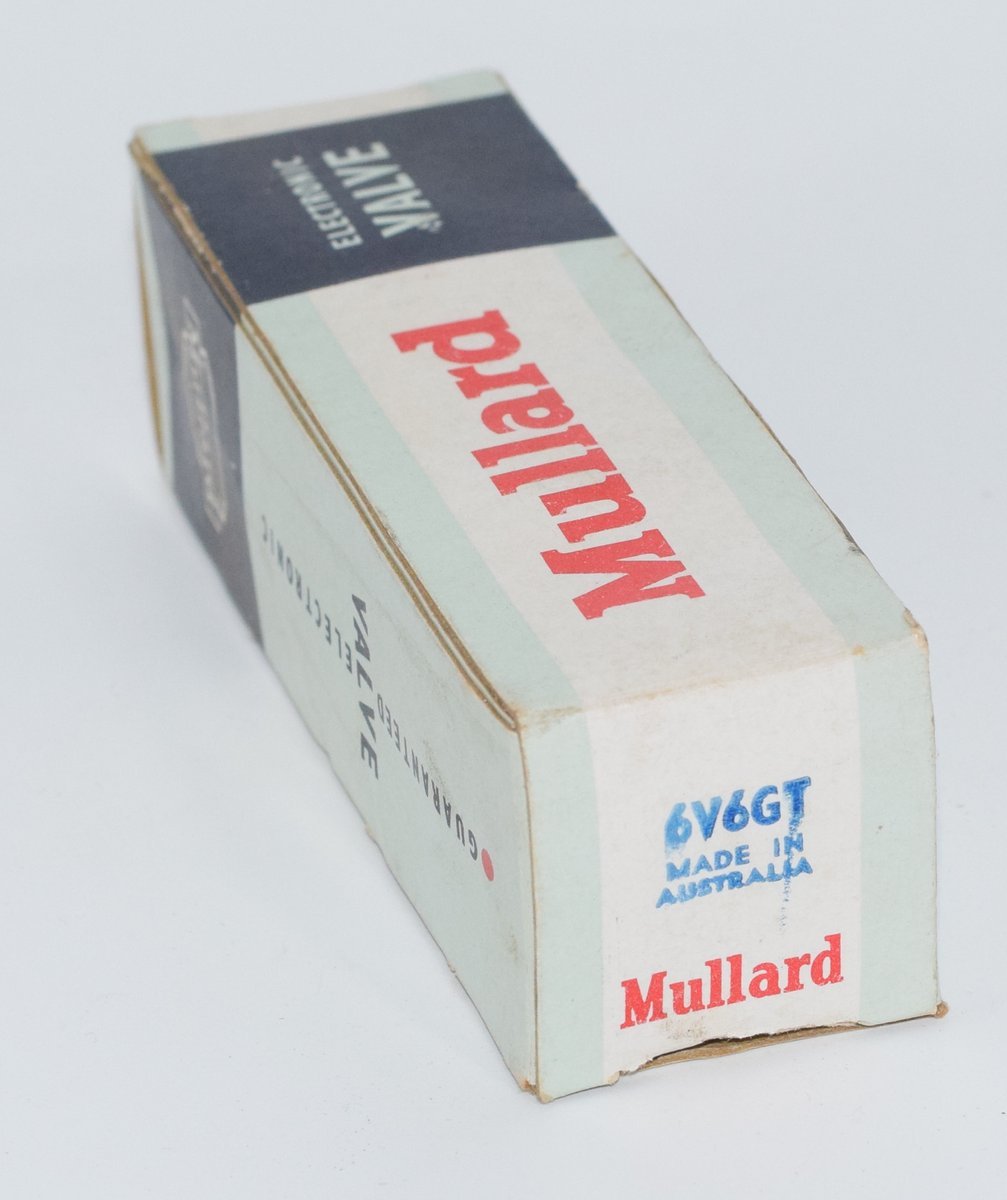 ELECTRONIC
VALVE
Mullard
GUARANTEED
ELECTRONIC
VALVE
6V6GT
MADE IN
AUSTRALIA
Mullard